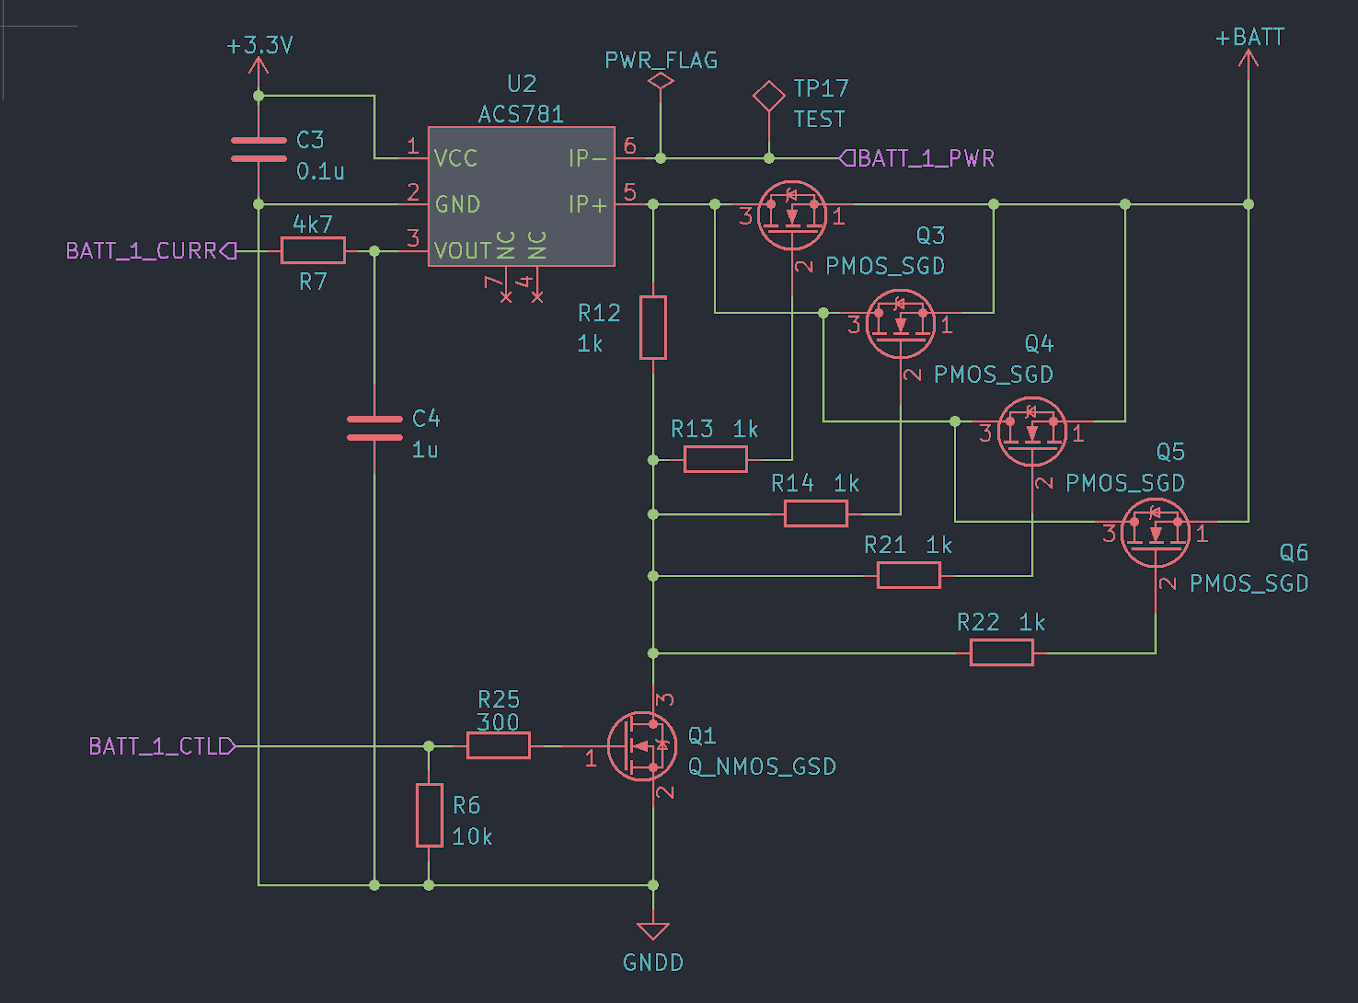 +3.3V
PWR_FLAG
+BATT
U2
ACS781
TP17
TEST
C3
0.1u
1
VCC
IP-
6
BATT_1_PWR
2
GND
IP+
5
3
1
4k7
BATT_1_CURR
3
VOUT
NC
NC
R7
7
4
Q3
2
PMOS_SGD
R12
1k
3
1
Q4
2
PMOS_SGD
C4
1u
R13 1k
3
1
Q5
2
PMOS_SGD
R14 1k
3
1
R21 1k
Q6
2
PMOS_SGD
R22 1k
R25
300
3
BATT_1_CTL
1
Q1
Q_NMOS_GSD
2
R6
10k
GNDD